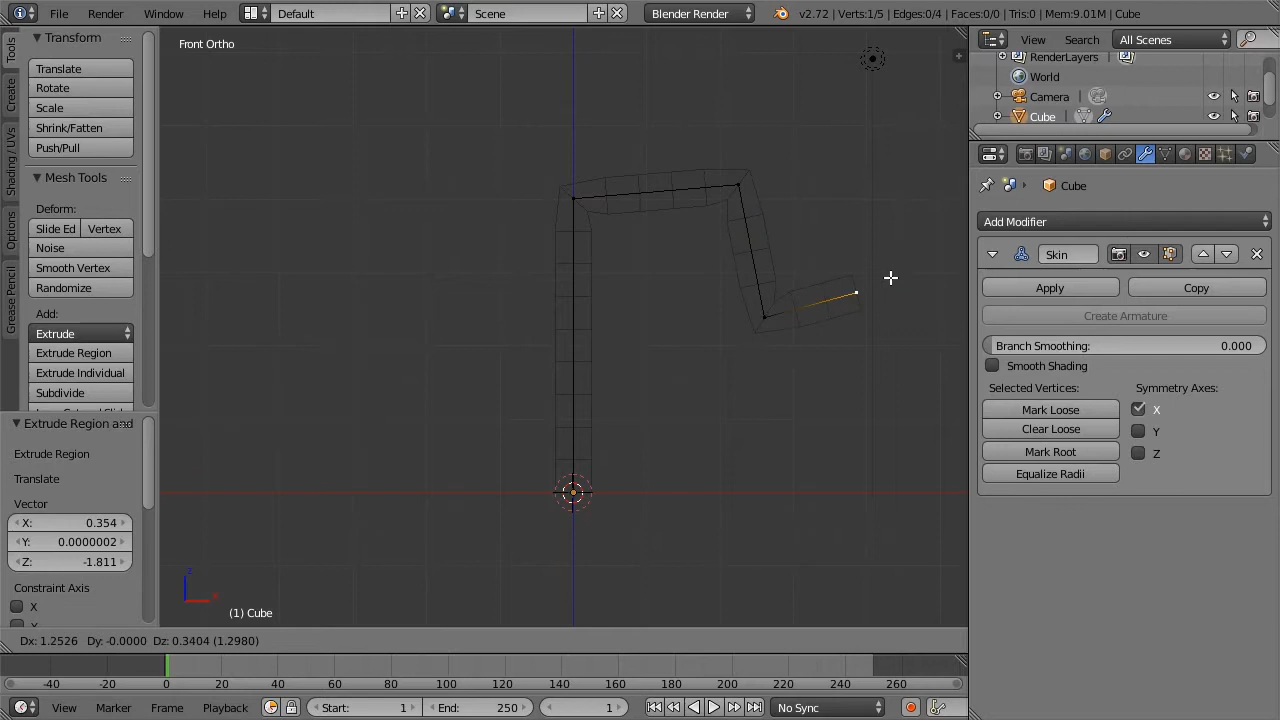 File Render Window Help Default Scene Blender Render v2.72 | Verts:1/5 | Edges:0/4 | Faces:0/0 | Tris:0 | Mem:9.01M | Cube
Tools
Create
Shading / UVs
Options
Grease Pencil
Transform
Translate
Rotate
Scale
Shrink/Fatten
Push/Pull
Mesh Tools
Deform:
Slide Ed Vertex
Noise
Smooth Vertex
Randomize
Add:
Extrude
Extrude Region
Extrude Individual
Subdivide
Extrude Region and
Extrude Region
Translate
Vector
X: 0.354
Y: 0.0000002
Z: -1.811
Constraint Axis
X
Front Ortho
z
x
(1) Cube
Dx: 1.2526 Dy: -0.0000 Dz: 0.3404 (1.2980)
View Search All Scenes
RenderLayers
World
Camera
Cube
Cube
Add Modifier
Skin
Apply Copy
Create Armature
Branch Smoothing: 0.000
Smooth Shading
Selected Vertices: Symmetry Axes:
Mark Loose X
Clear Loose Y
Mark Root Z
Equalize Radii
-40 -20 0 20 40 60 80 100 120 140 160 180 200 220 240 260
View Marker Frame Playback Start: 1 End: 250 1 No Sync